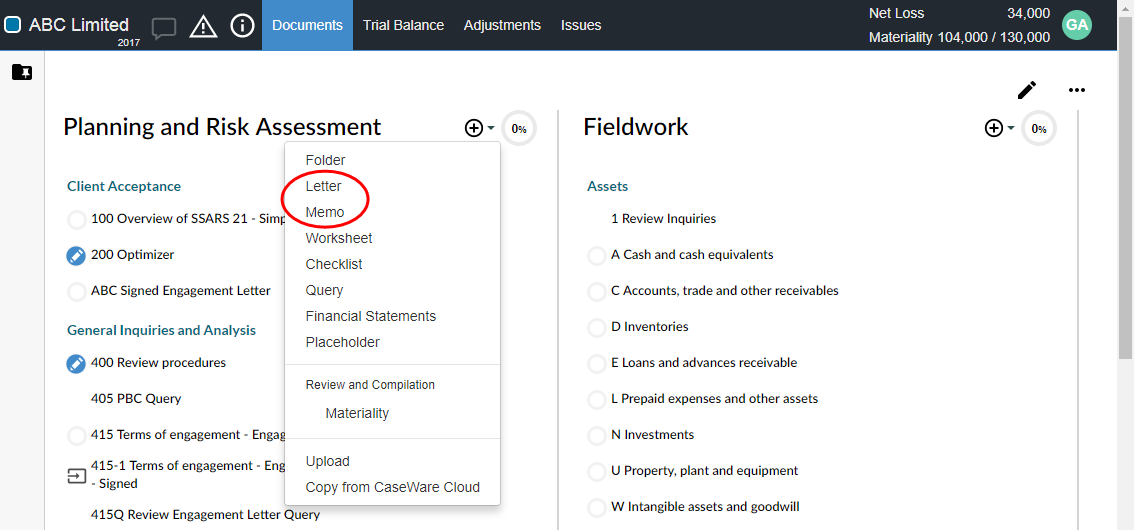 ABC Limited
2017
Documents
Trial Balance
Adjustments
Issues
Net Loss 34,000
Materiality 104,000 / 130,000
GA
Planning and Risk Assessment
0%
Folder
Letter
Memo
Worksheet
Checklist
Query
Financial Statements
Placeholder
Review and Compilation
Materiality
Upload
Copy from CaseWare Cloud
Client Acceptance
100 Overview of SSARS 21 - Simp
200 Optimizer
ABC Signed Engagement Letter
General Inquiries and Analysis
400 Review procedures
405 PBC Query
415 Terms of engagement - Engag
415-1 Terms of engagement - Eng
- Signed
415Q Review Engagement Letter Query
Fieldwork
0%
Assets
1 Review Inquiries
A Cash and cash equivalents
C Accounts, trade and other receivables
D Inventories
E Loans and advances receivable
L Prepaid expenses and other assets
N Investments
U Property, plant and equipment
W Intangible assets and goodwill